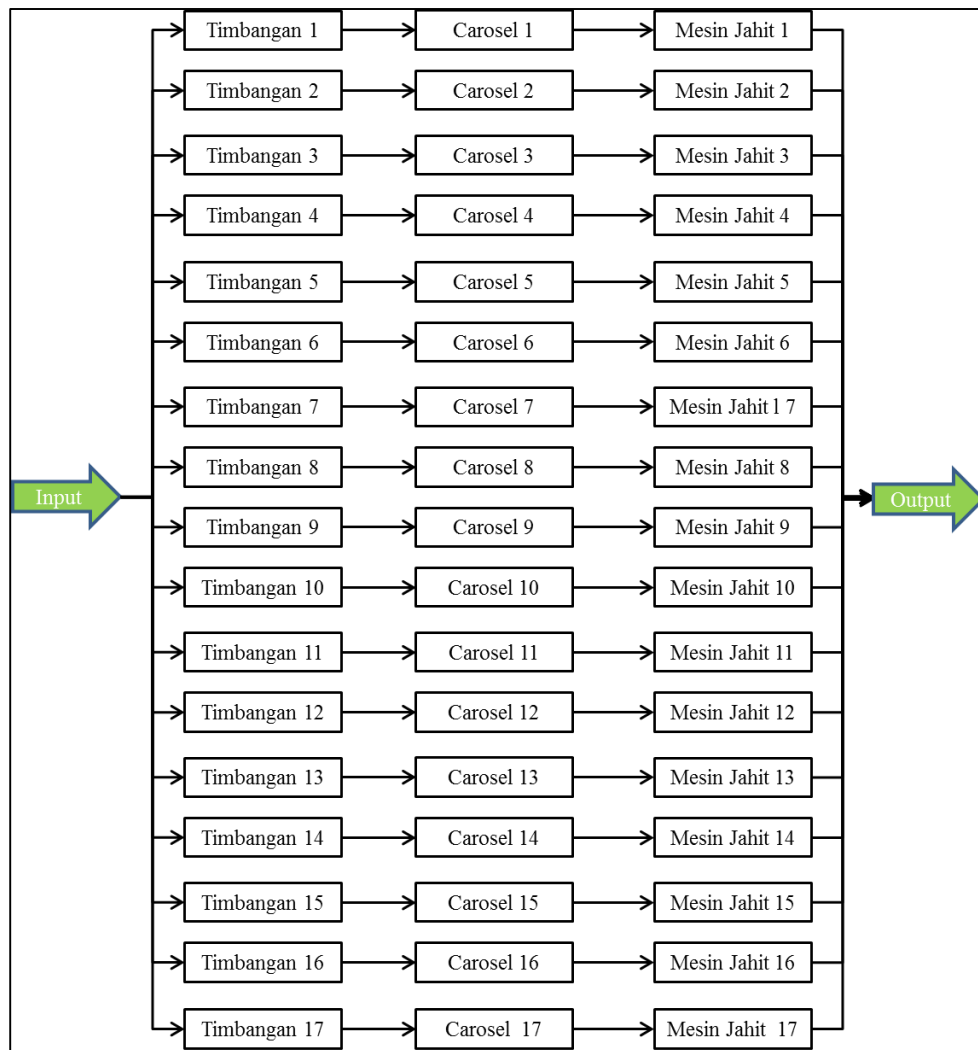 Timbangan 1 Carosel 1 Mesin Jahit 1
Timbangan 2 Carosel 2 Mesin Jahit 2
Timbangan 3 Carosel 3 Mesin Jahit 3
Timbangan 4 Carosel 4 Mesin Jahit 4
Timbangan 5 Carosel 5 Mesin Jahit 5
Timbangan 6 Carosel 6 Mesin Jahit 6
Timbangan 7 Carosel 7 Mesin Jahit l 7
Timbangan 8 Carosel 8 Mesin Jahit 8
Input Output
Timbangan 9 Carosel 9 Mesin Jahit 9
Timbangan 10 Carosel 10 Mesin Jahit 10
Timbangan 11 Carosel 11 Mesin Jahit 11
Timbangan 12 Carosel 12 Mesin Jahit 12
Timbangan 13 Carosel 13 Mesin Jahit 13
Timbangan 14 Carosel 14 Mesin Jahit 14
Timbangan 15 Carosel 15 Mesin Jahit 15
Timbangan 16 Carosel 16 Mesin Jahit 16
Timbangan 17 Carosel 17 Mesin Jahit 17